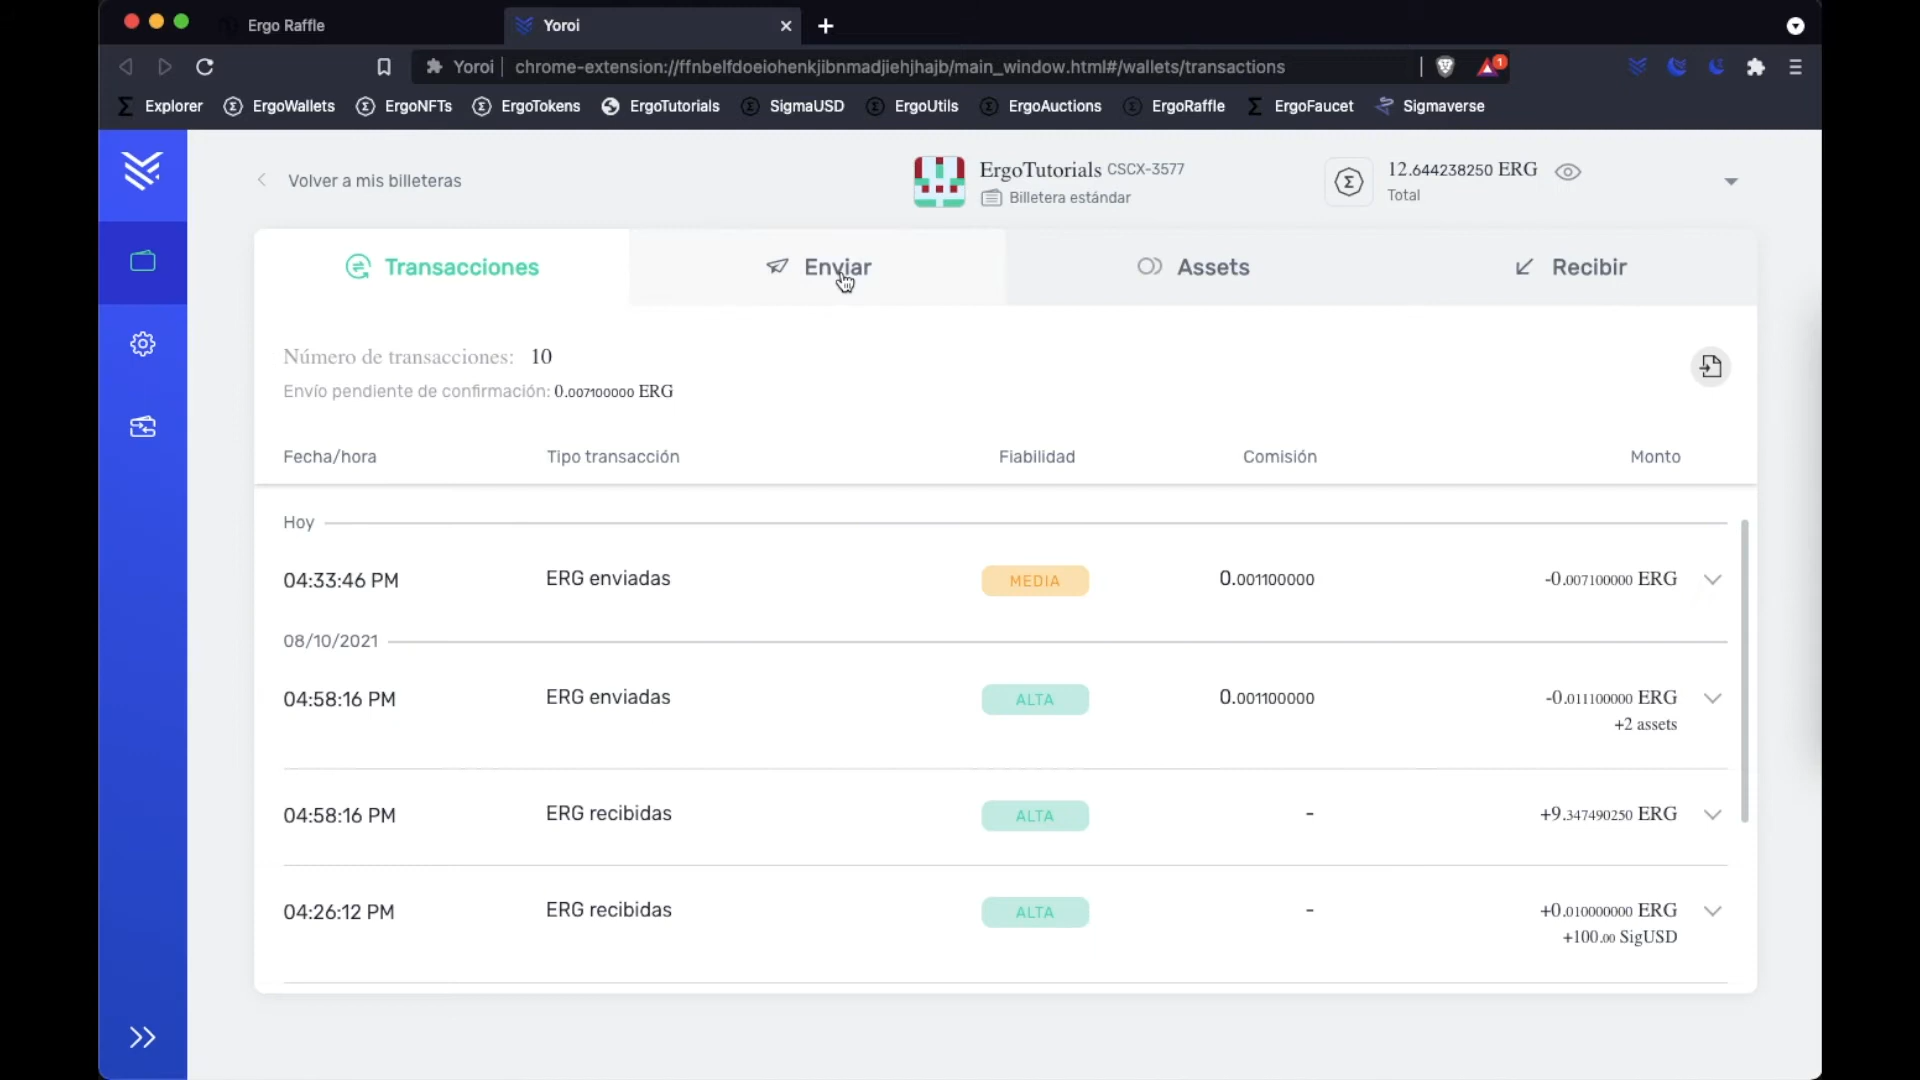 Ergo Raffle
Yoroi
Yoroi
chrome-extension://ffnbelfdoeiohenkjibnmadjiehjhajb/main_window.html#/wallets/transactions
1
Explorer
ErgoWallets
ErgoNFTs
ErgoTokens
ErgoTutorials
SigmaUSD
ErgoUtils
ErgoAuctions
ErgoRaffle
ErgoFaucet
Sigmaverse
Volver a mis billeteras
ErgoTutorials CSCX-3577
Billetera estándar
12.644238250 ERG
Total
Transacciones
Enviar
Assets
Recibir
Número de transacciones: 10
Envío pendiente de confirmación: 0.007100000 ERG
Fecha/hora Tipo transacción Fiabilidad Comisión Monto
Hoy
04:33:46 PM ERG enviadas MEDIA 0.001100000 -0.007100000 ERG
08/10/2021
04:58:16 PM ERG enviadas ALTA 0.001100000 -0.011100000 ERG
+2 assets
04:58:16 PM ERG recibidas ALTA - +9.347490250 ERG
04:26:12 PM ERG recibidas ALTA - +0.010000000 ERG
+100.00 SigUSD